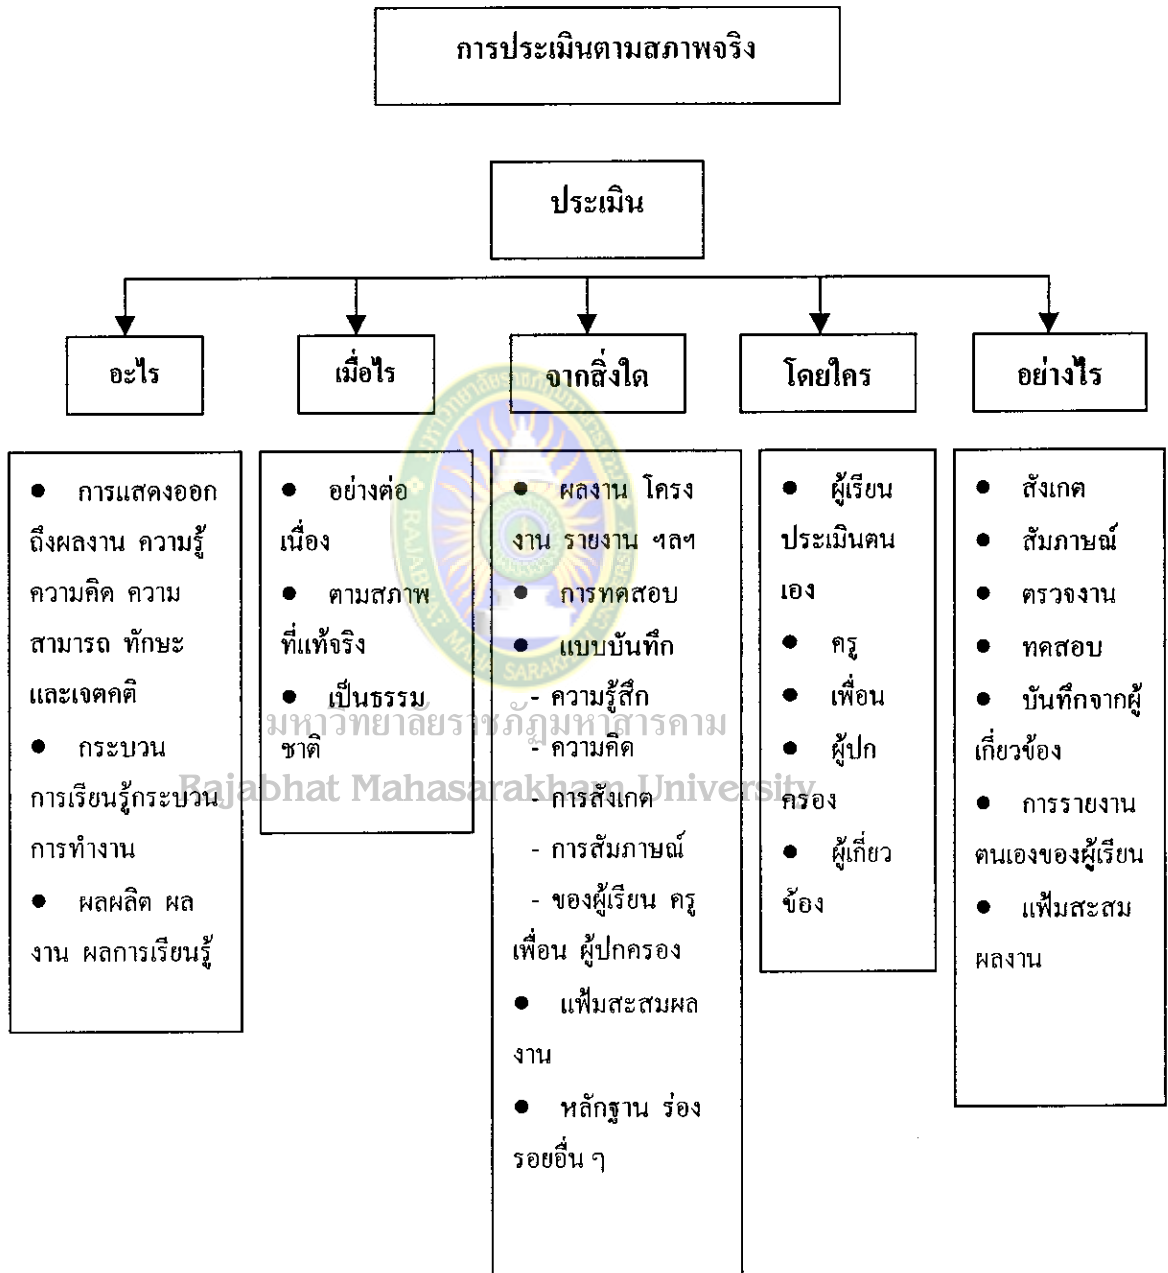 การประเมินตามสภาพจริง
ประเมิน
อะไร
เมื่อไร
จากสิ่งใด
โดยใคร
อย่างไร
● การแสดงออก
ถึงผลงาน ความรู้
ความคิด ความ
สามารถ ทักษะ
และเจตคติ
● กระบวน
การเรียนรู้กระบวน
การทำงาน
● ผลผลิต ผล
งาน ผลการเรียนรู้
● อย่างต่อ
เนื่อง
● ตามสภาพ
ที่แท้จริง
● เป็นธรรม
ชาติ
● ผลงาน โครง
งาน รายงาน ฯลฯ
● การทดสอบ
● แบบบันทึก
- ความรู้สึก
- ความคิด
- การสังเกต
- การสัมภาษณ์
- ของผู้เรียน ครู
เพื่อน ผู้ปกครอง
● แฟ้มสะสมผล
งาน
● หลักฐาน ร่อง
รอยอื่น ๆ
● ผู้เรียน
ประเมินตน
เอง
● ครู
● เพื่อน
● ผู้ปก
ครอง
● ผู้เกี่ยว
ข้อง
● สังเกต
● สัมภาษณ์
● ตรวจงาน
● ทดสอบ
● บันทึกจากผู้
เกี่ยวข้อง
● การรายงาน
ตนเองของผู้เรียน
● แฟ้มสะสม
ผลงาน
มหาวิทยาลัยราชภัฏมหาสารคาม
Rajabhat Mahasarakham University